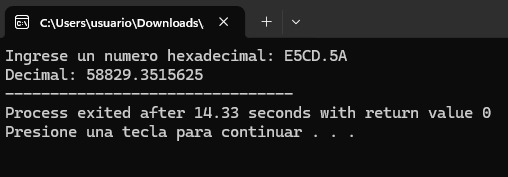 C:\Users\usuario\Downloads\
Ingrese un numero hexadecimal: E5CD.5A
Decimal: 58829.3515625
--------------------------------
Process exited after 14.33 seconds with return value 0
Presione una tecla para continuar . . .